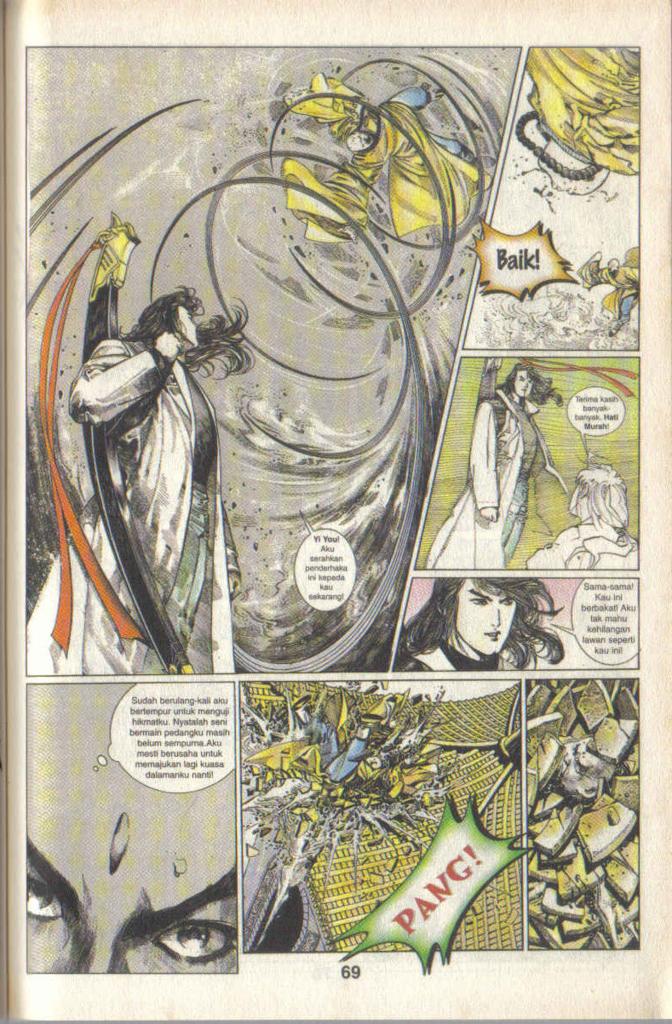 Baik!
Terima kasih
banyak-
banyak. Hati
Murah!
Yi You!
Aku
serahkan
penderhaka
ini kepada
kau
sekarang!
Sama-sama!
Kau ini
berbakat! Aku
tak mahu
kehilangan
lawan seperti
kau ini!
Sudah berulang-kali aku
bertempur untuk menguji
hikmatku. Nyatalah seni
bermain pedangku masih
belum sempurna.Aku
mesti berusaha untuk
memajukan lagi kuasa
dalamanku nanti!
PANG!
69